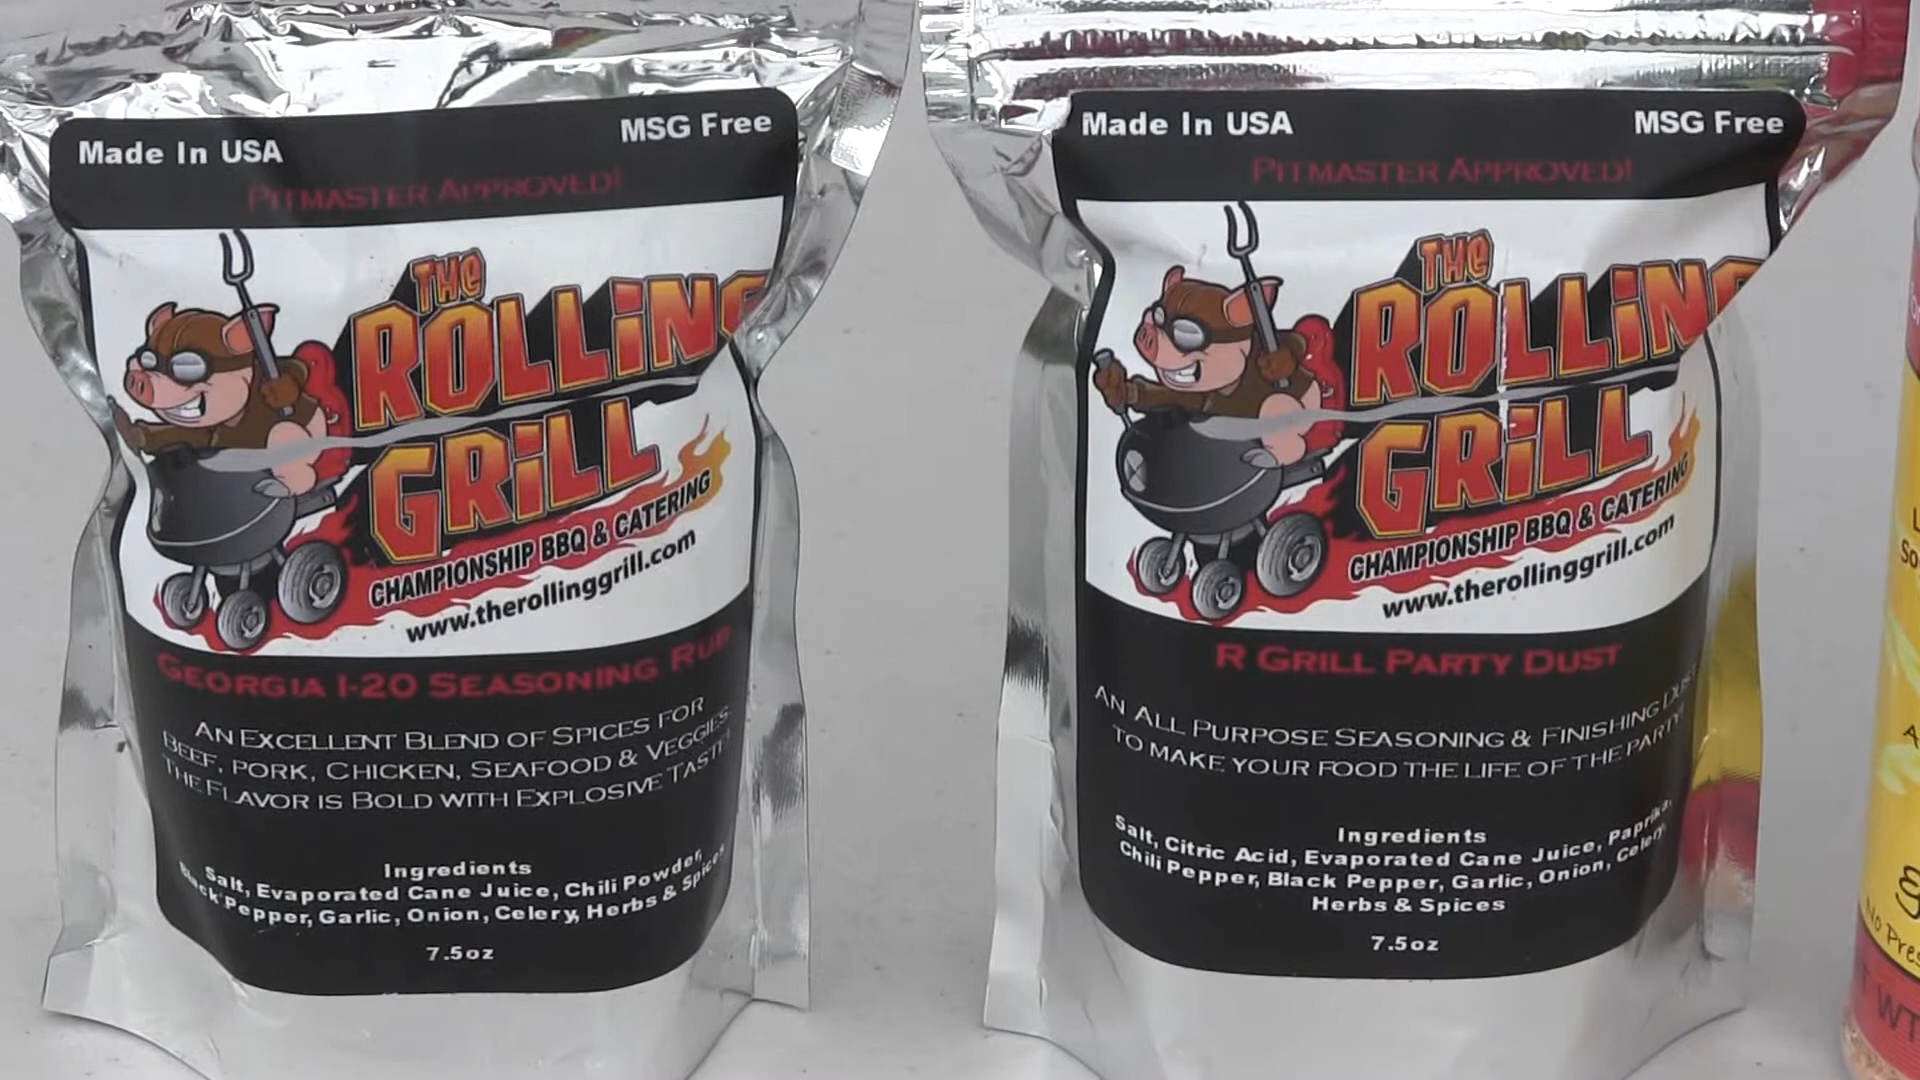 Made In USA
MSG Free
PITMASTER APPROVED!
THE
ROLLING
GRILL
CHAMPIONSHIP BBQ & CATERING
www.therollinggrill.com
GEORGIA I-20 SEASONING RUB
AN EXCELLENT BLEND OF SPICES FOR
BEEF, PORK, CHICKEN, SEAFOOD & VEGGIES.
THE FLAVOR IS BOLD WITH EXPLOSIVE TASTE!
Ingredients
Salt, Evaporated Cane Juice, Chili Powder,
Black Pepper, Garlic, Onion, Celery, Herbs & Spices
7.5oz
Made In USA
MSG Free
PITMASTER APPROVED!
THE
ROLLING
GRILL
CHAMPIONSHIP BBQ & CATERING
www.therollinggrill.com
R GRILL PARTY DUST
AN ALL PURPOSE SEASONING & FINISHING DUST
TO MAKE YOUR FOOD THE LIFE OF THE PARTY!
Ingredients
Salt, Citric Acid, Evaporated Cane Juice, Paprika,
Chili Pepper, Black Pepper, Garlic, Onion, Celery,
Herbs & Spices
7.5oz
No
WT